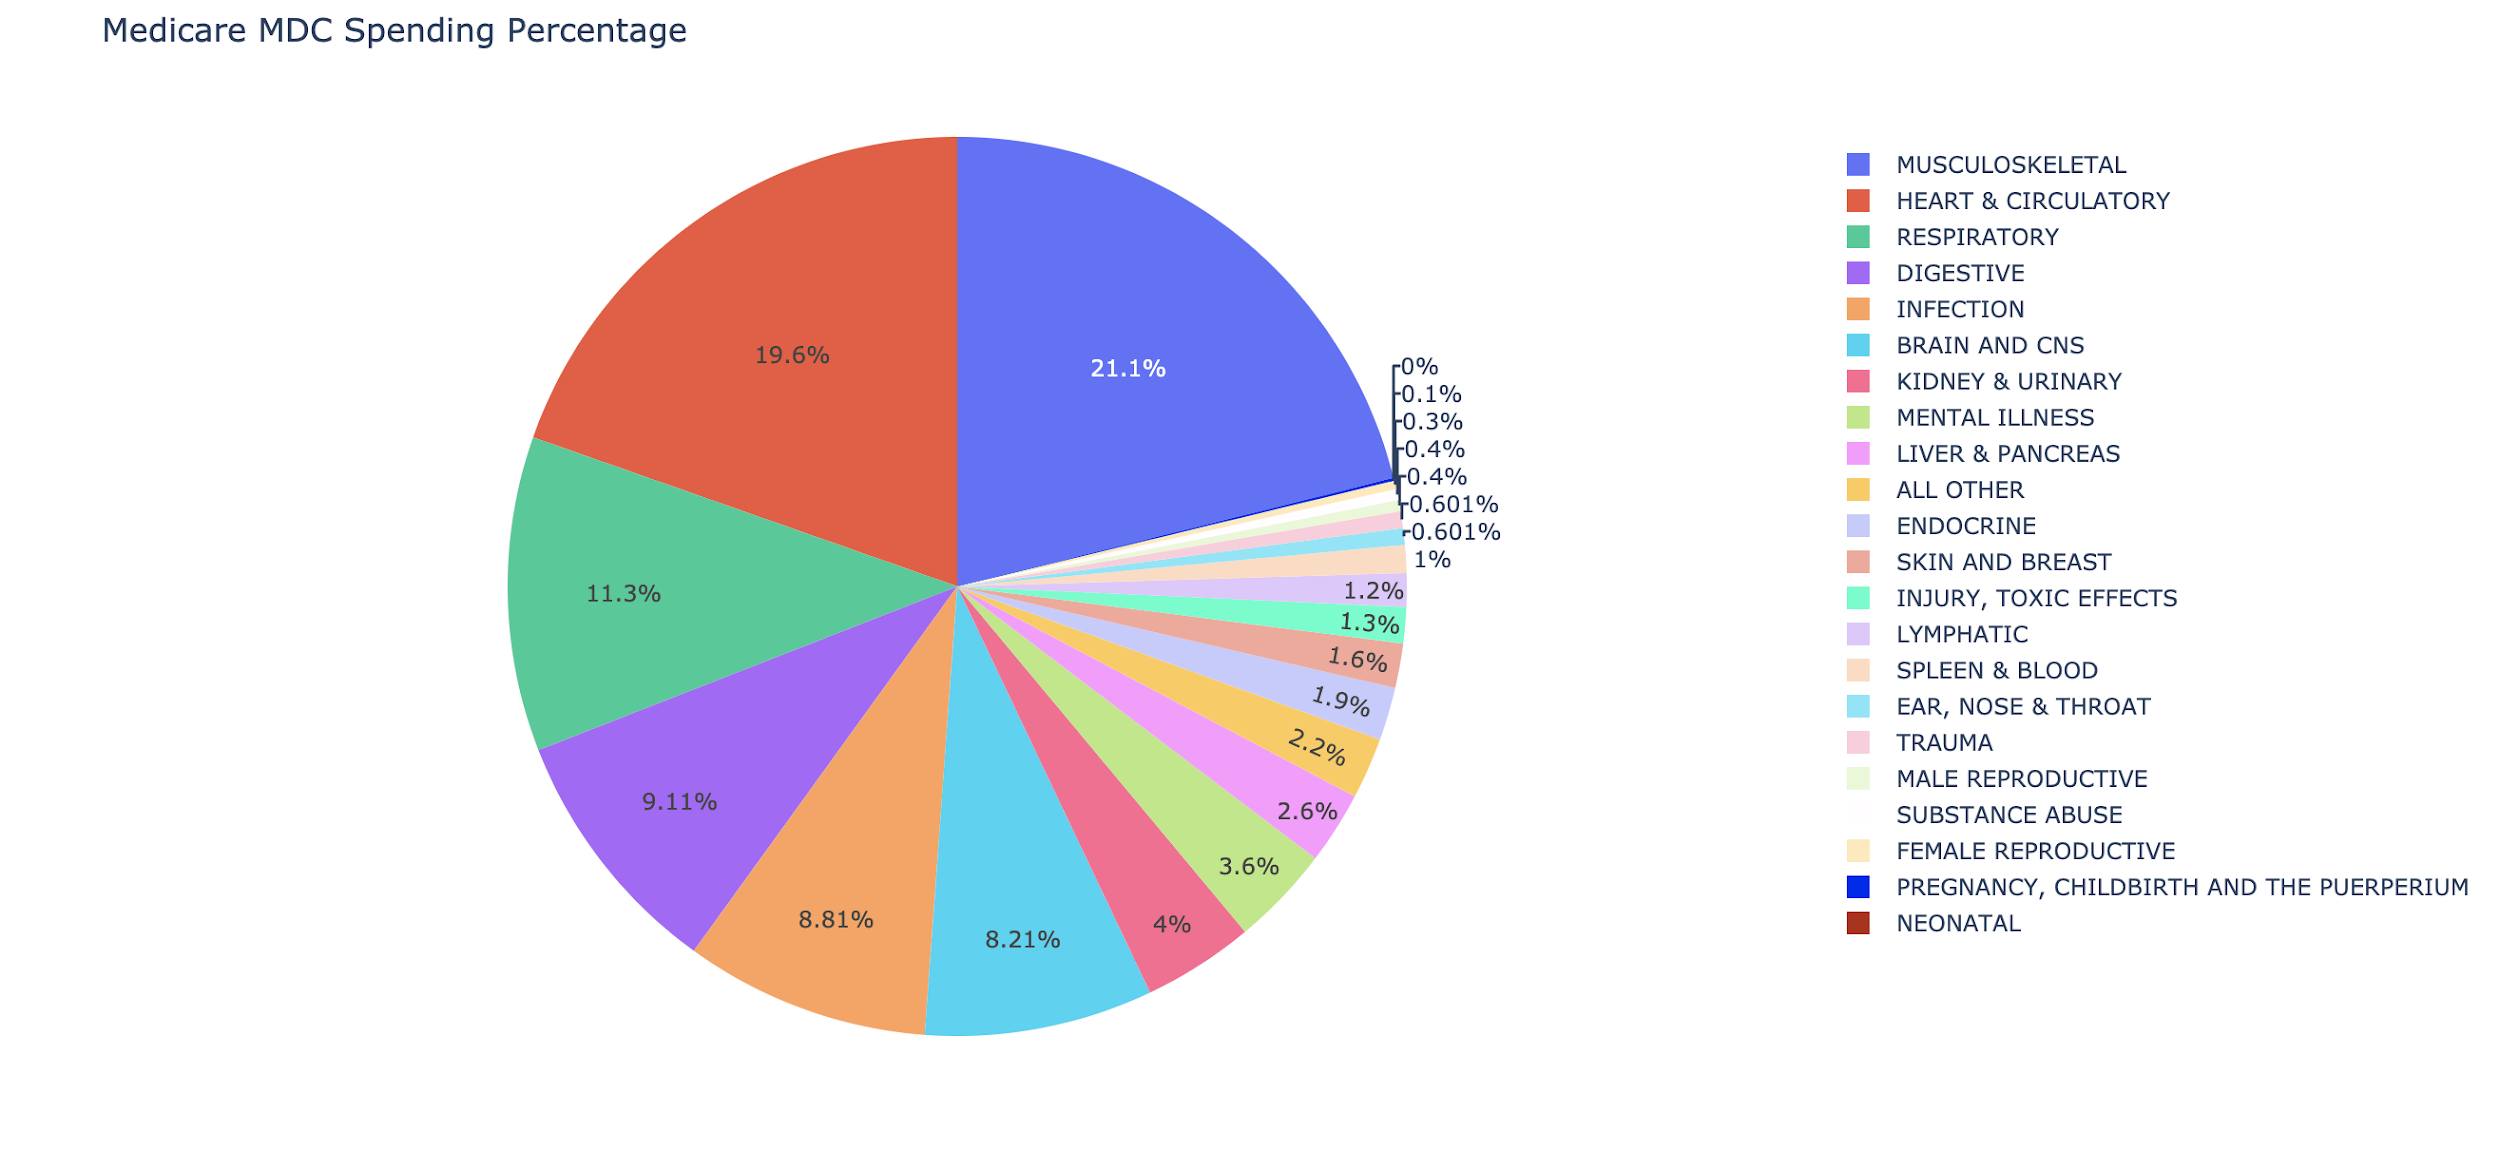 Medicare MDC Spending Percentage
19.6%
21.1%
0%
0.1%
0.3%
0.4%
0.4%
0.601%
0.601%
1%
1.2%
1.3%
1.6%
1.9%
2.2%
2.6%
3.6%
4%
8.21%
8.81%
9.11%
11.3%
MUSCULOSKELETAL
HEART & CIRCULATORY
RESPIRATORY
DIGESTIVE
INFECTION
BRAIN AND CNS
KIDNEY & URINARY
MENTAL ILLNESS
LIVER & PANCREAS
ALL OTHER
ENDOCRINE
SKIN AND BREAST
INJURY, TOXIC EFFECTS
LYMPHATIC
SPLEEN & BLOOD
EAR, NOSE & THROAT
TRAUMA
MALE REPRODUCTIVE
SUBSTANCE ABUSE
FEMALE REPRODUCTIVE
PREGNANCY, CHILDBIRTH AND THE PUERPERIUM
NEONATAL